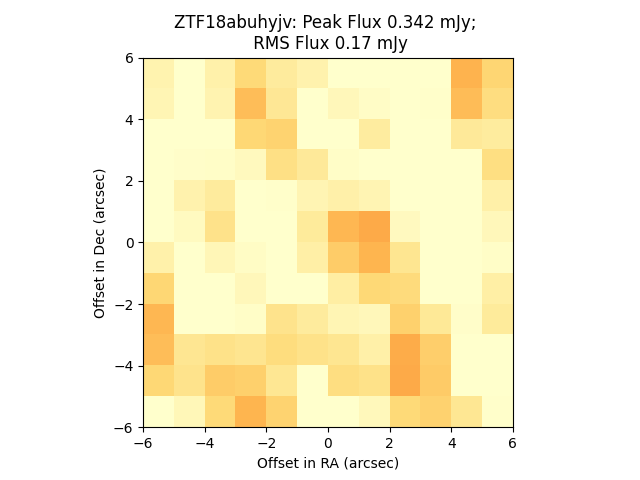 ZTF18abuhyjv: Peak Flux 0.342 mJy;
RMS Flux 0.17 mJy
6
4
2
0
−2
−4
−6
Offset in Dec (arcsec)
−6 −4 −2 0 2 4 6
Offset in RA (arcsec)